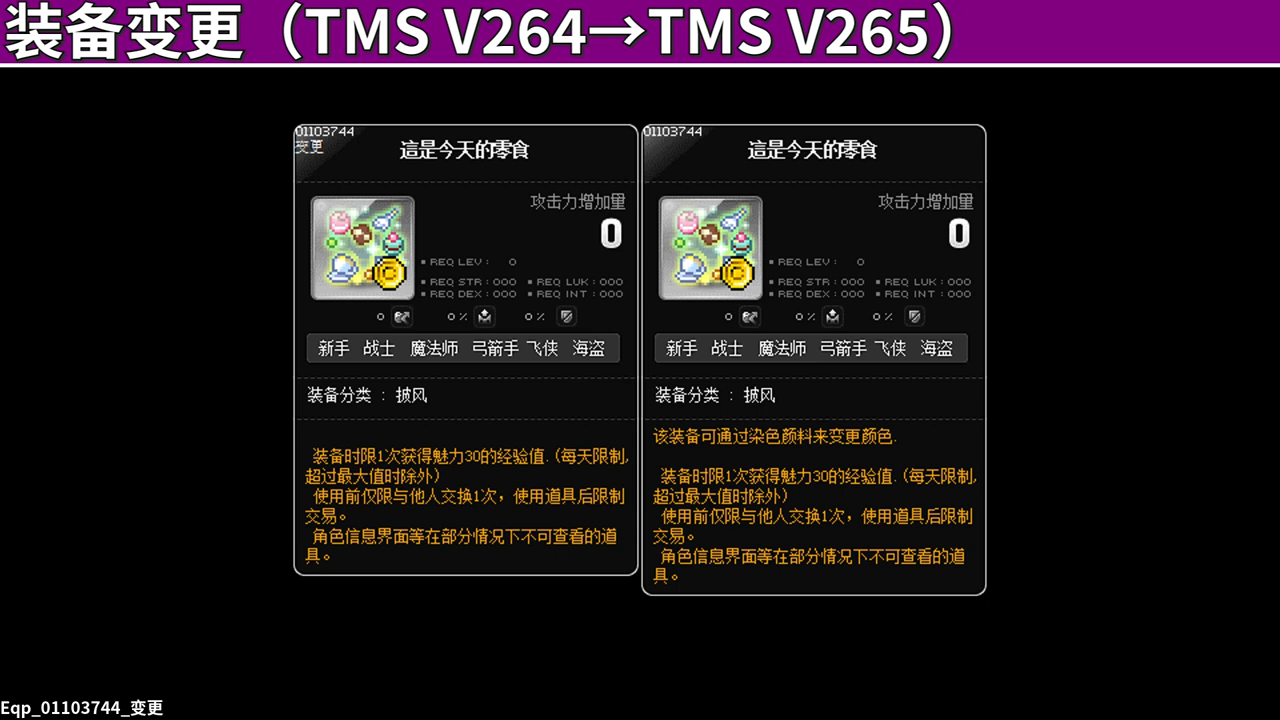 装备变更（TMS V264→TMS V265）
01103744
变更
這是今天的零食
攻击力增加量
0
REQ LEV : 0
REQ STR : 000 REQ LUK : 000
REQ DEX : 000 REQ INT : 000
0 0 % 0 %
新手 战士 魔法师 弓箭手 飞侠 海盗
装备分类 : 披风
装备时限1次获得魅力30的经验值.(每天限制,
超过最大值时除外)
使用前仅限与他人交换1次，使用道具后限制
交易。
角色信息界面等在部分情况下不可查看的道
具。
01103744
這是今天的零食
攻击力增加量
0
REQ LEV : 0
REQ STR : 000 REQ LUK : 000
REQ DEX : 000 REQ INT : 000
0 0 % 0 %
新手 战士 魔法师 弓箭手 飞侠 海盗
装备分类 : 披风
该装备可通过染色颜料来变更颜色.
装备时限1次获得魅力30的经验值.(每天限制,
超过最大值时除外)
使用前仅限与他人交换1次，使用道具后限制
交易。
角色信息界面等在部分情况下不可查看的道
具。
Eqp_01103744_变更